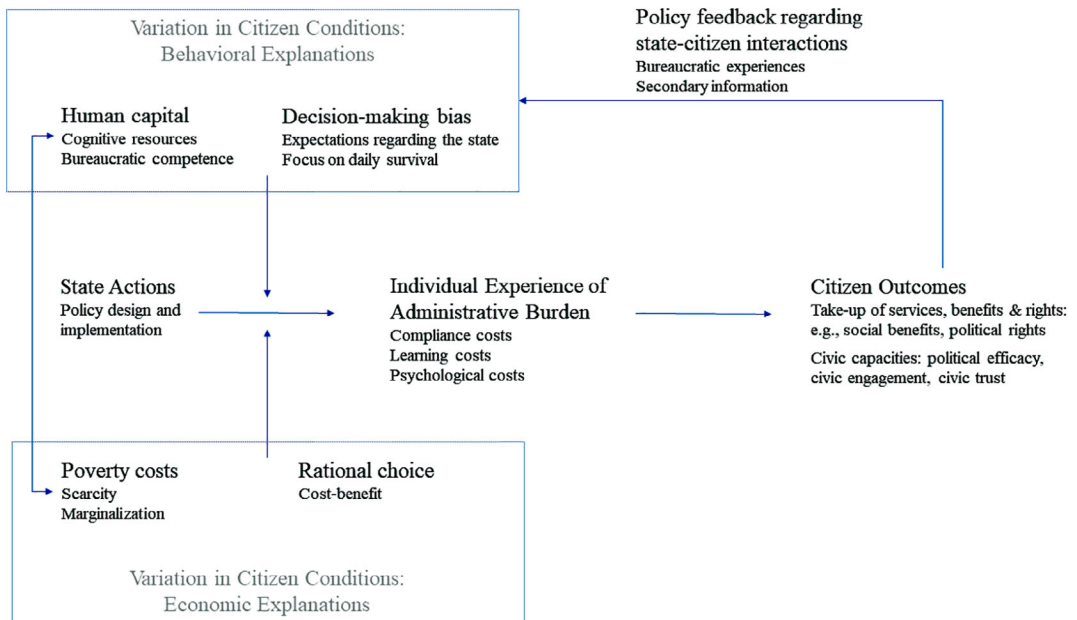 Variation in Citizen Conditions:
Behavioral Explanations
Human capital
Cognitive resources
Bureaucratic competence
Decision-making bias
Expectations regarding the state
Focus on daily survival
Policy feedback regarding
state-citizen interactions
Bureaucratic experiences
Secondary information
State Actions
Policy design and
implementation
Individual Experience of
Administrative Burden
Compliance costs
Learning costs
Psychological costs
Citizen Outcomes
Take-up of services, benefits & rights:
e.g., social benefits, political rights
Civic capacities: political efficacy,
civic engagement, civic trust
Poverty costs
Scarcity
Marginalization
Rational choice
Cost-benefit
Variation in Citizen Conditions:
Economic Explanations